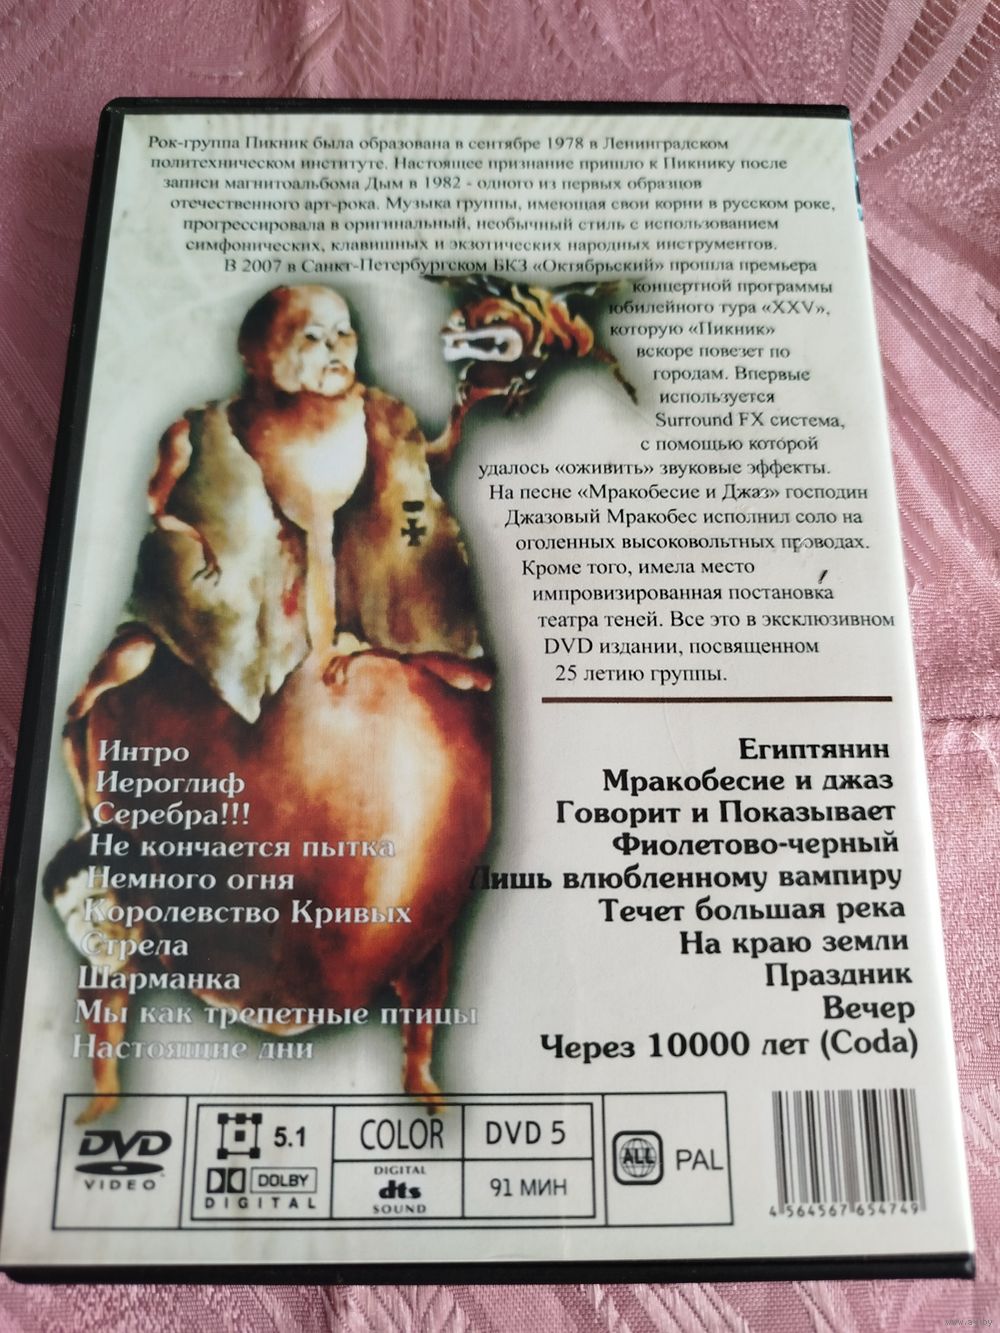 Рок-группа Пикник была образована в сентябре 1978 в Ленинградском
политехническом институте. Настоящее признание пришло к Пикнику после
записи магнитоальбома Дым в 1982 - одного из первых образцов
отечественного арт-рока. Музыка группы, имеющая свои корни в русском роке,
прогрессировала в оригинальный, необычный стиль с использованием
симфонических, клавишных и экзотических народных инструментов.
В 2007 в Санкт-Петербургском БКЗ «Октябрьский» прошла премьера
концертной программы
юбилейного тура «XXV»,
которую «Пикник»
вскоре повезет по
городам. Впервые
используется
Surround FX система,
с помощью которой
удалось «оживить» звуковые эффекты.
На песне «Мракобесие и Джаз» господин
Джазовый Мракобес исполнил соло на
оголенных высоковольтных проводах.
Кроме того, имела место
импровизированная постановка
театра теней. Все это в эксклюзивном
DVD издании, посвященном
25 летию группы.
Интро
Иероглиф
Серебра!!!
Не кончается пытка
Немного огня
Королевство Кривых
Стрела
Шарманка
Мы как трепетные птицы
Настоящие дни
Египтянин
Мракобесие и джаз
Говорит и Показывает
Фиолетово-черный
Лишь влюбленному вампиру
Течет большая река
На краю земли
Праздник
Вечер
Через 10000 лет (Coda)
DVD
VIDEO
5.1
DOLBY
DIGITAL
COLOR
DIGITAL
dts
SOUND
DVD 5
91 МИН
ALL
PAL
4 564567 654749
www.ay.by